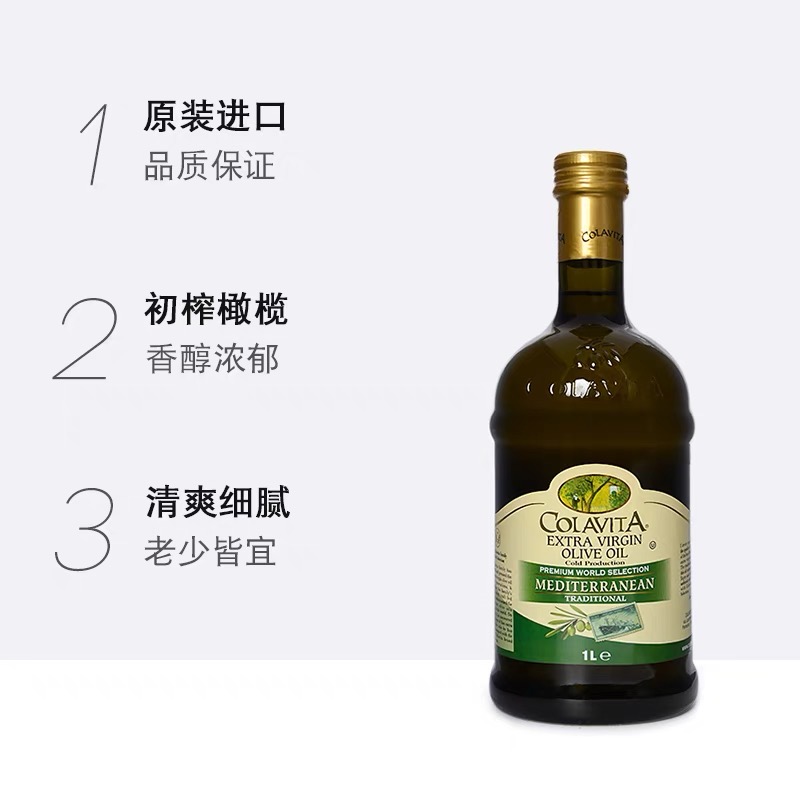 1
原装进口
品质保证
2
初榨橄榄
香醇浓郁
3
清爽细腻
老少皆宜
COLAVITA
COLAVITA®
EXTRA VIRGIN
OLIVE OIL
Cold Production
PREMIUM WORLD SELECTION
MEDITERRANEAN
TRADITIONAL
1L e